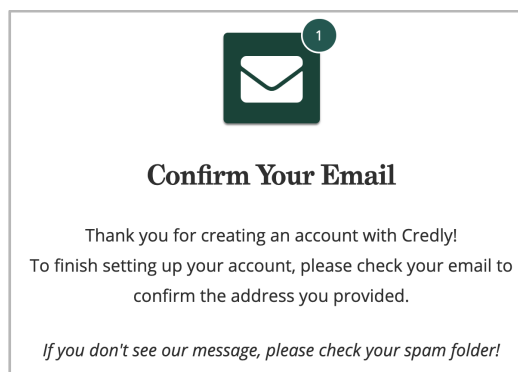 1
Confirm Your Email
Thank you for creating an account with Credly!
To finish setting up your account, please check your email to
confirm the address you provided.
If you don't see our message, please check your spam folder!